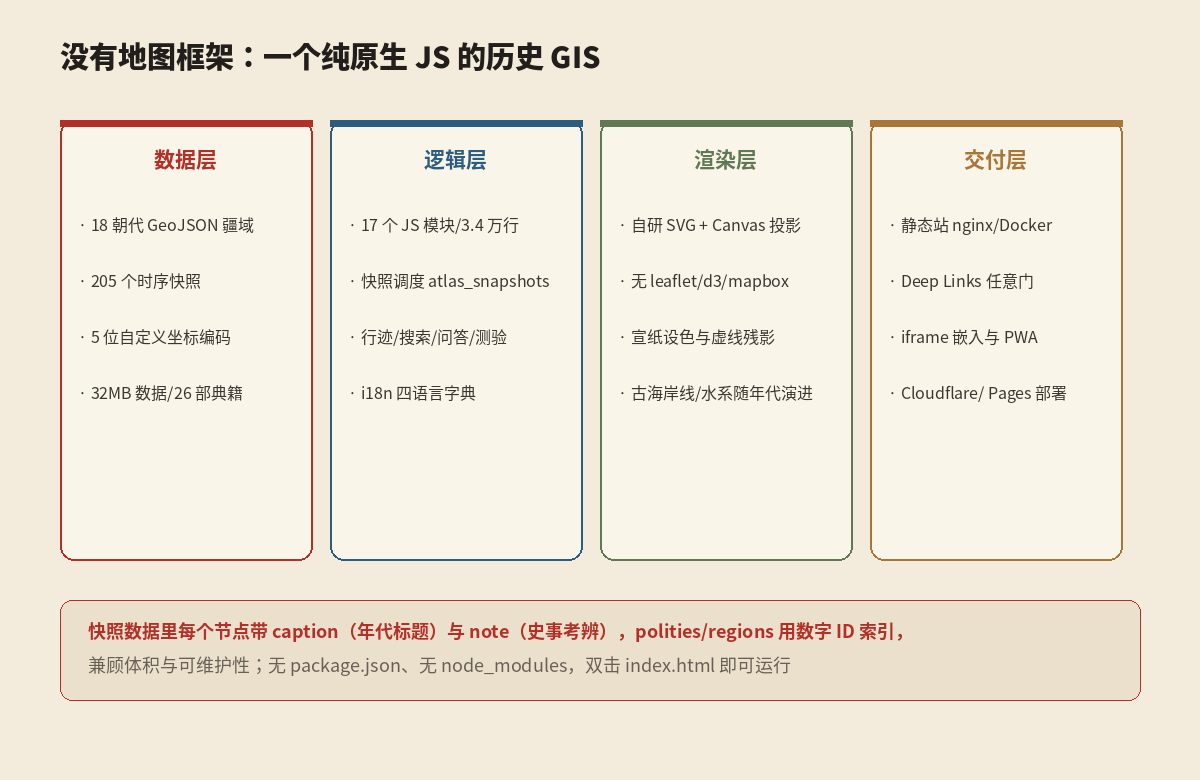 没有地图框架：一个纯原生 JS 的历史 GIS
数据层
· 18 朝代 GeoJSON 疆域
· 205 个时序快照
· 5 位自定义坐标编码
· 32MB 数据/26 部典籍
逻辑层
· 17 个 JS 模块/3.4 万行
· 快照调度 atlas_snapshots
· 行迹/搜索/问答/测验
· i18n 四语言字典
渲染层
· 自研 SVG + Canvas 投影
· 无 leaflet/d3/mapbox
· 宣纸设色与虚线残影
· 古海岸线/水系随年代演进
交付层
· 静态站 nginx/Docker
· Deep Links 任意门
· iframe 嵌入与 PWA
· Cloudflare/ Pages 部署
快照数据里每个节点带 caption（年代标题）与 note（史事考辨），polities/regions 用数字 ID 索引，
兼顾体积与可维护性；无 package.json、无 node_modules，双击 index.html 即可运行